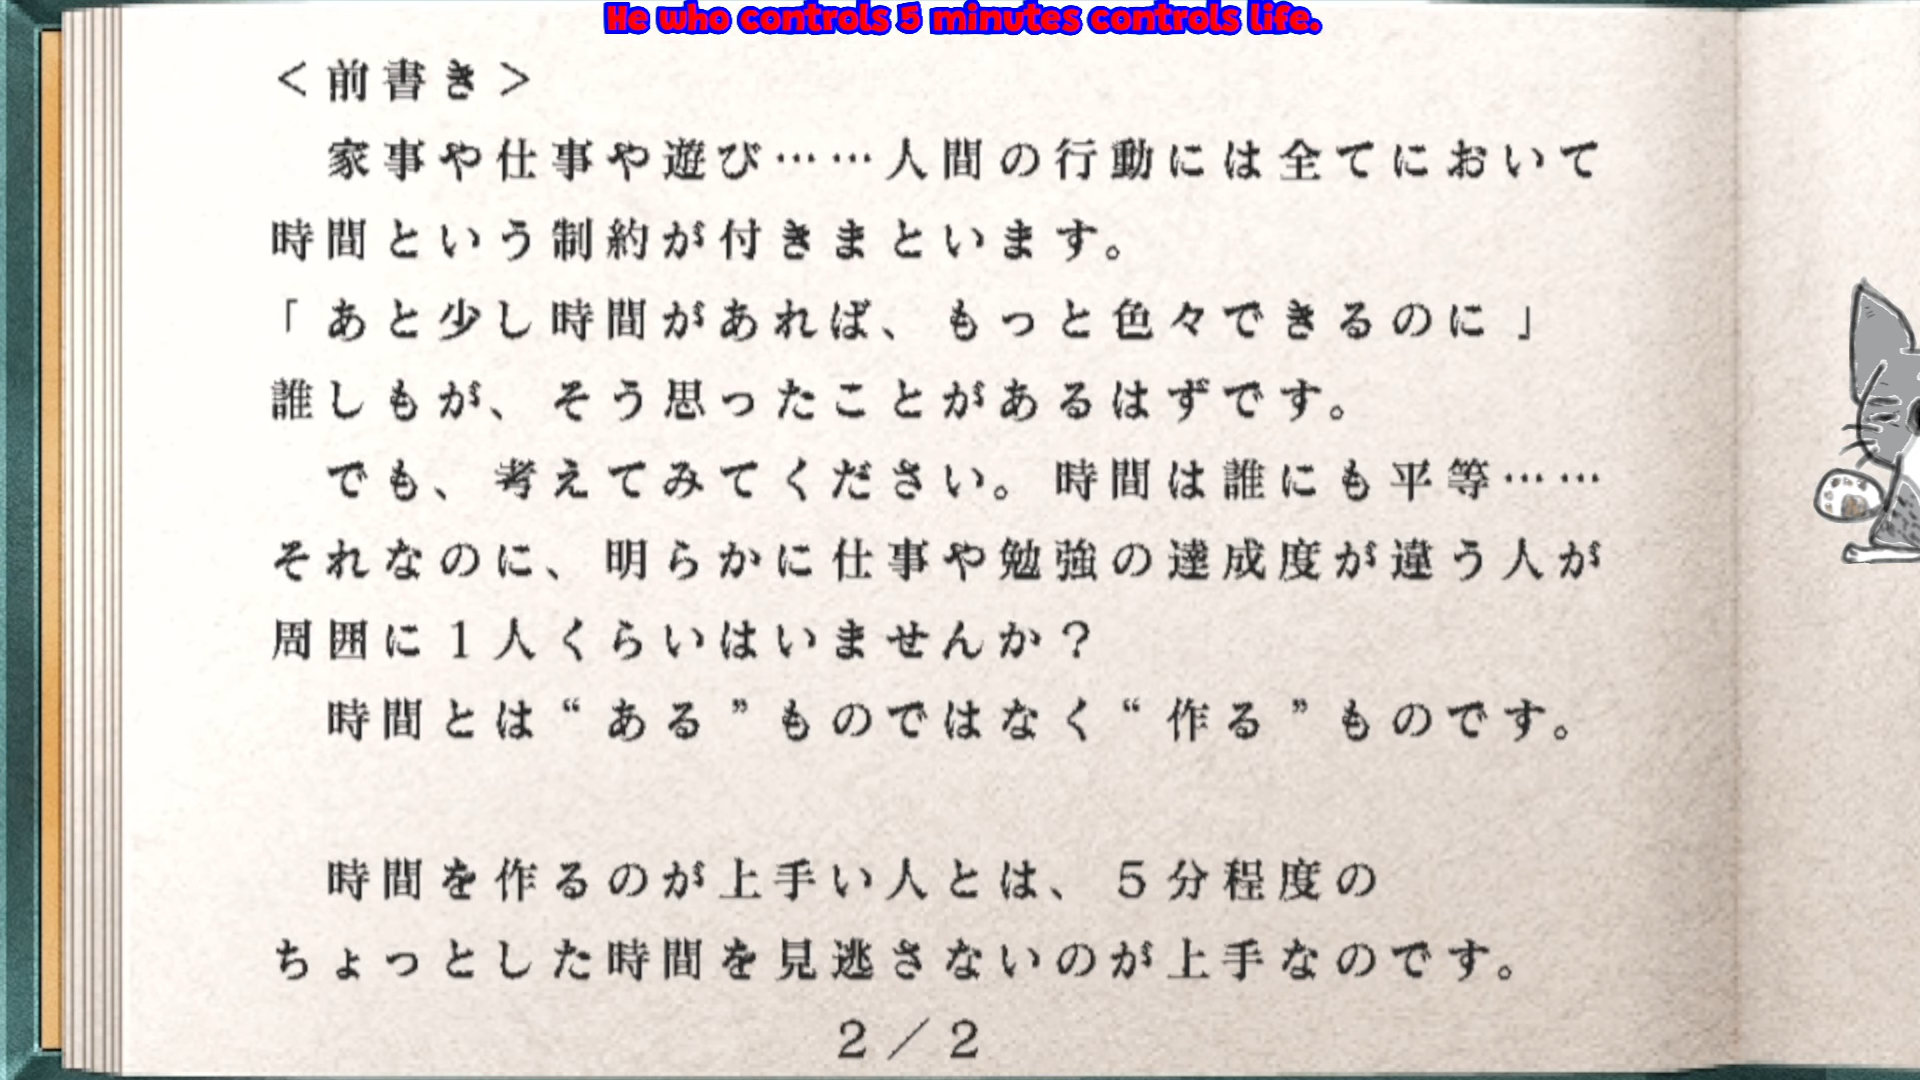 He who controls 5 minutes controls life.
＜前書き＞
　家事や仕事や遊び……人間の行動には全てにおいて
時間という制約が付きまといます。
「あと少し時間があれば、もっと色々できるのに」
誰しもが、そう思ったことがあるはずです。
　でも、考えてみてください。時間は誰にも平等……
それなのに、明らかに仕事や勉強の達成度が違う人が
周囲に１人くらいはいませんか？
　時間とは“ある”ものではなく“作る”ものです。
　時間を作るのが上手い人とは、５分程度の
ちょっとした時間を見逃さないのが上手なのです。
２／２